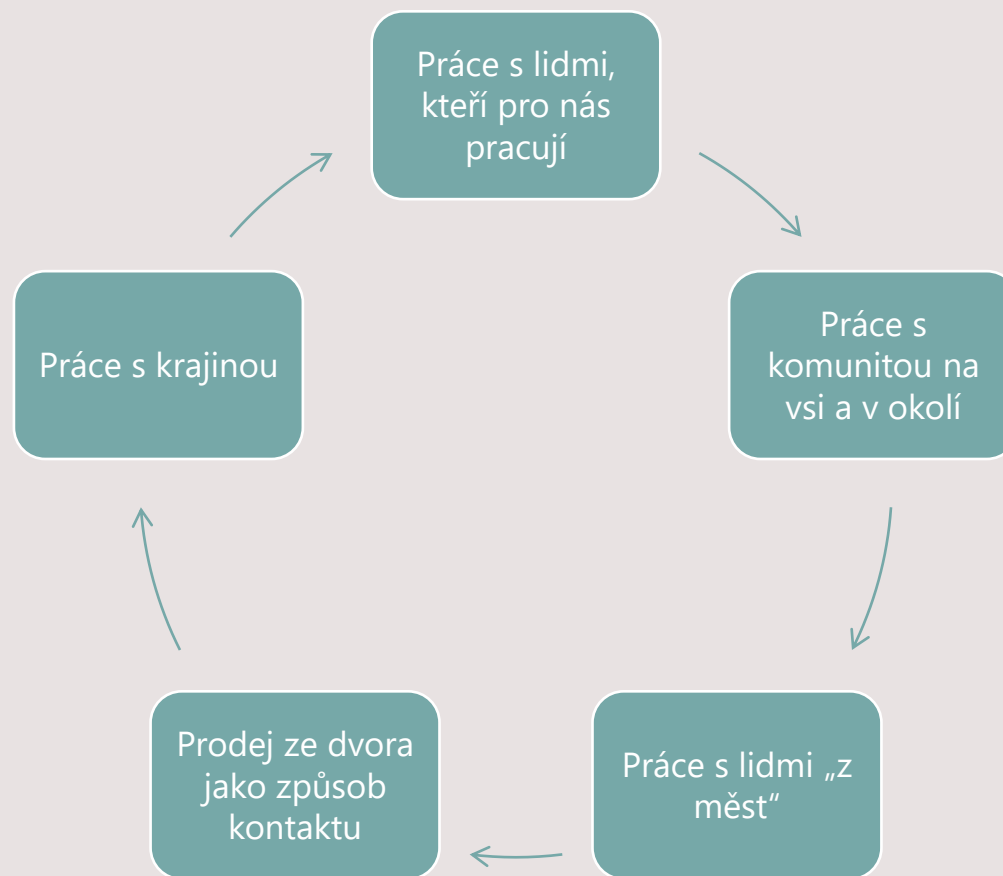 Práce s lidmi,
kteří pro nás
pracují
Práce s
komunitou na
vsi a v okolí
Práce s lidmi „z
měst“
Prodej ze dvora
jako způsob
kontaktu
Práce s krajinou